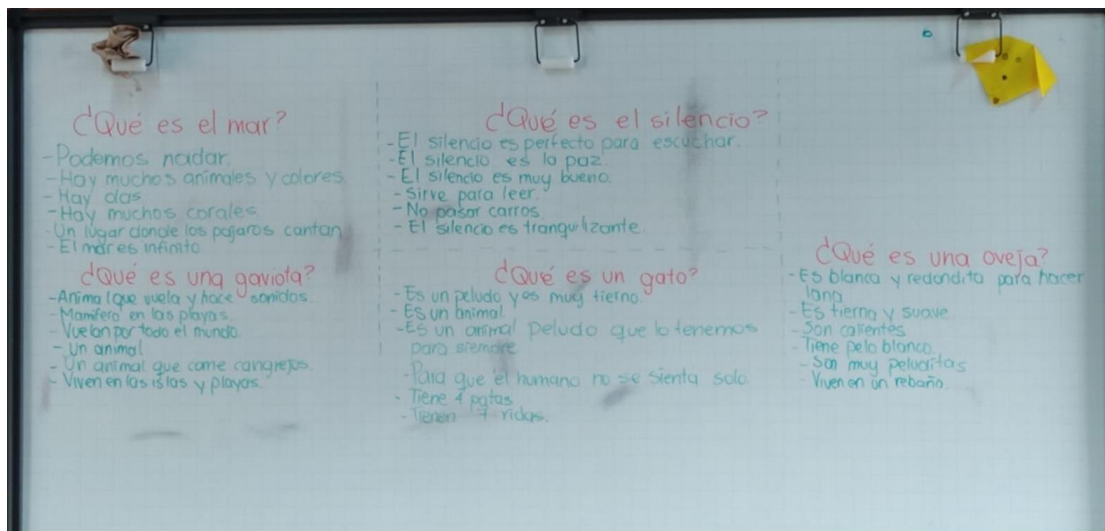 ¿Qué es el mar?
-Podemos nadar.
-Hay muchos animales y colores.
-Hay olas.
-Hay muchos corales.
-Un lugar donde los pajaros cantan
-El mar es infinito.
¿Qué es el silencio?
-El silencio es perfecto para escuchar.
-El silencio es la paz.
-El silencio es muy bueno.
-Sirve para leer.
-No pasar carros.
-El silencio es tranquilizante.
¿Qué es una gaviota?
-Animal que vuela y hace sonidos.
-Mamífero en las playas.
-Vuelan por todo el mundo.
-Un animal
-Un animal que come cangrejos.
-Viven en las islas y playas.
¿Qué es un gato?
-Es un peludo y es muy tierno.
-Es un animal.
-Es un animal peludo que lo tenemos
para siempre
-Para que el humano no se sienta solo.
-Tiene 4 patas
-Tienen 7 vidas.
¿Qué es una oveja?
-Es blanca y redondita para hacer
lana
-Es tierna y suave.
-Son calientes
-Tiene pelo blanco.
-Son muy peluditas
-Viven en un rebaño.